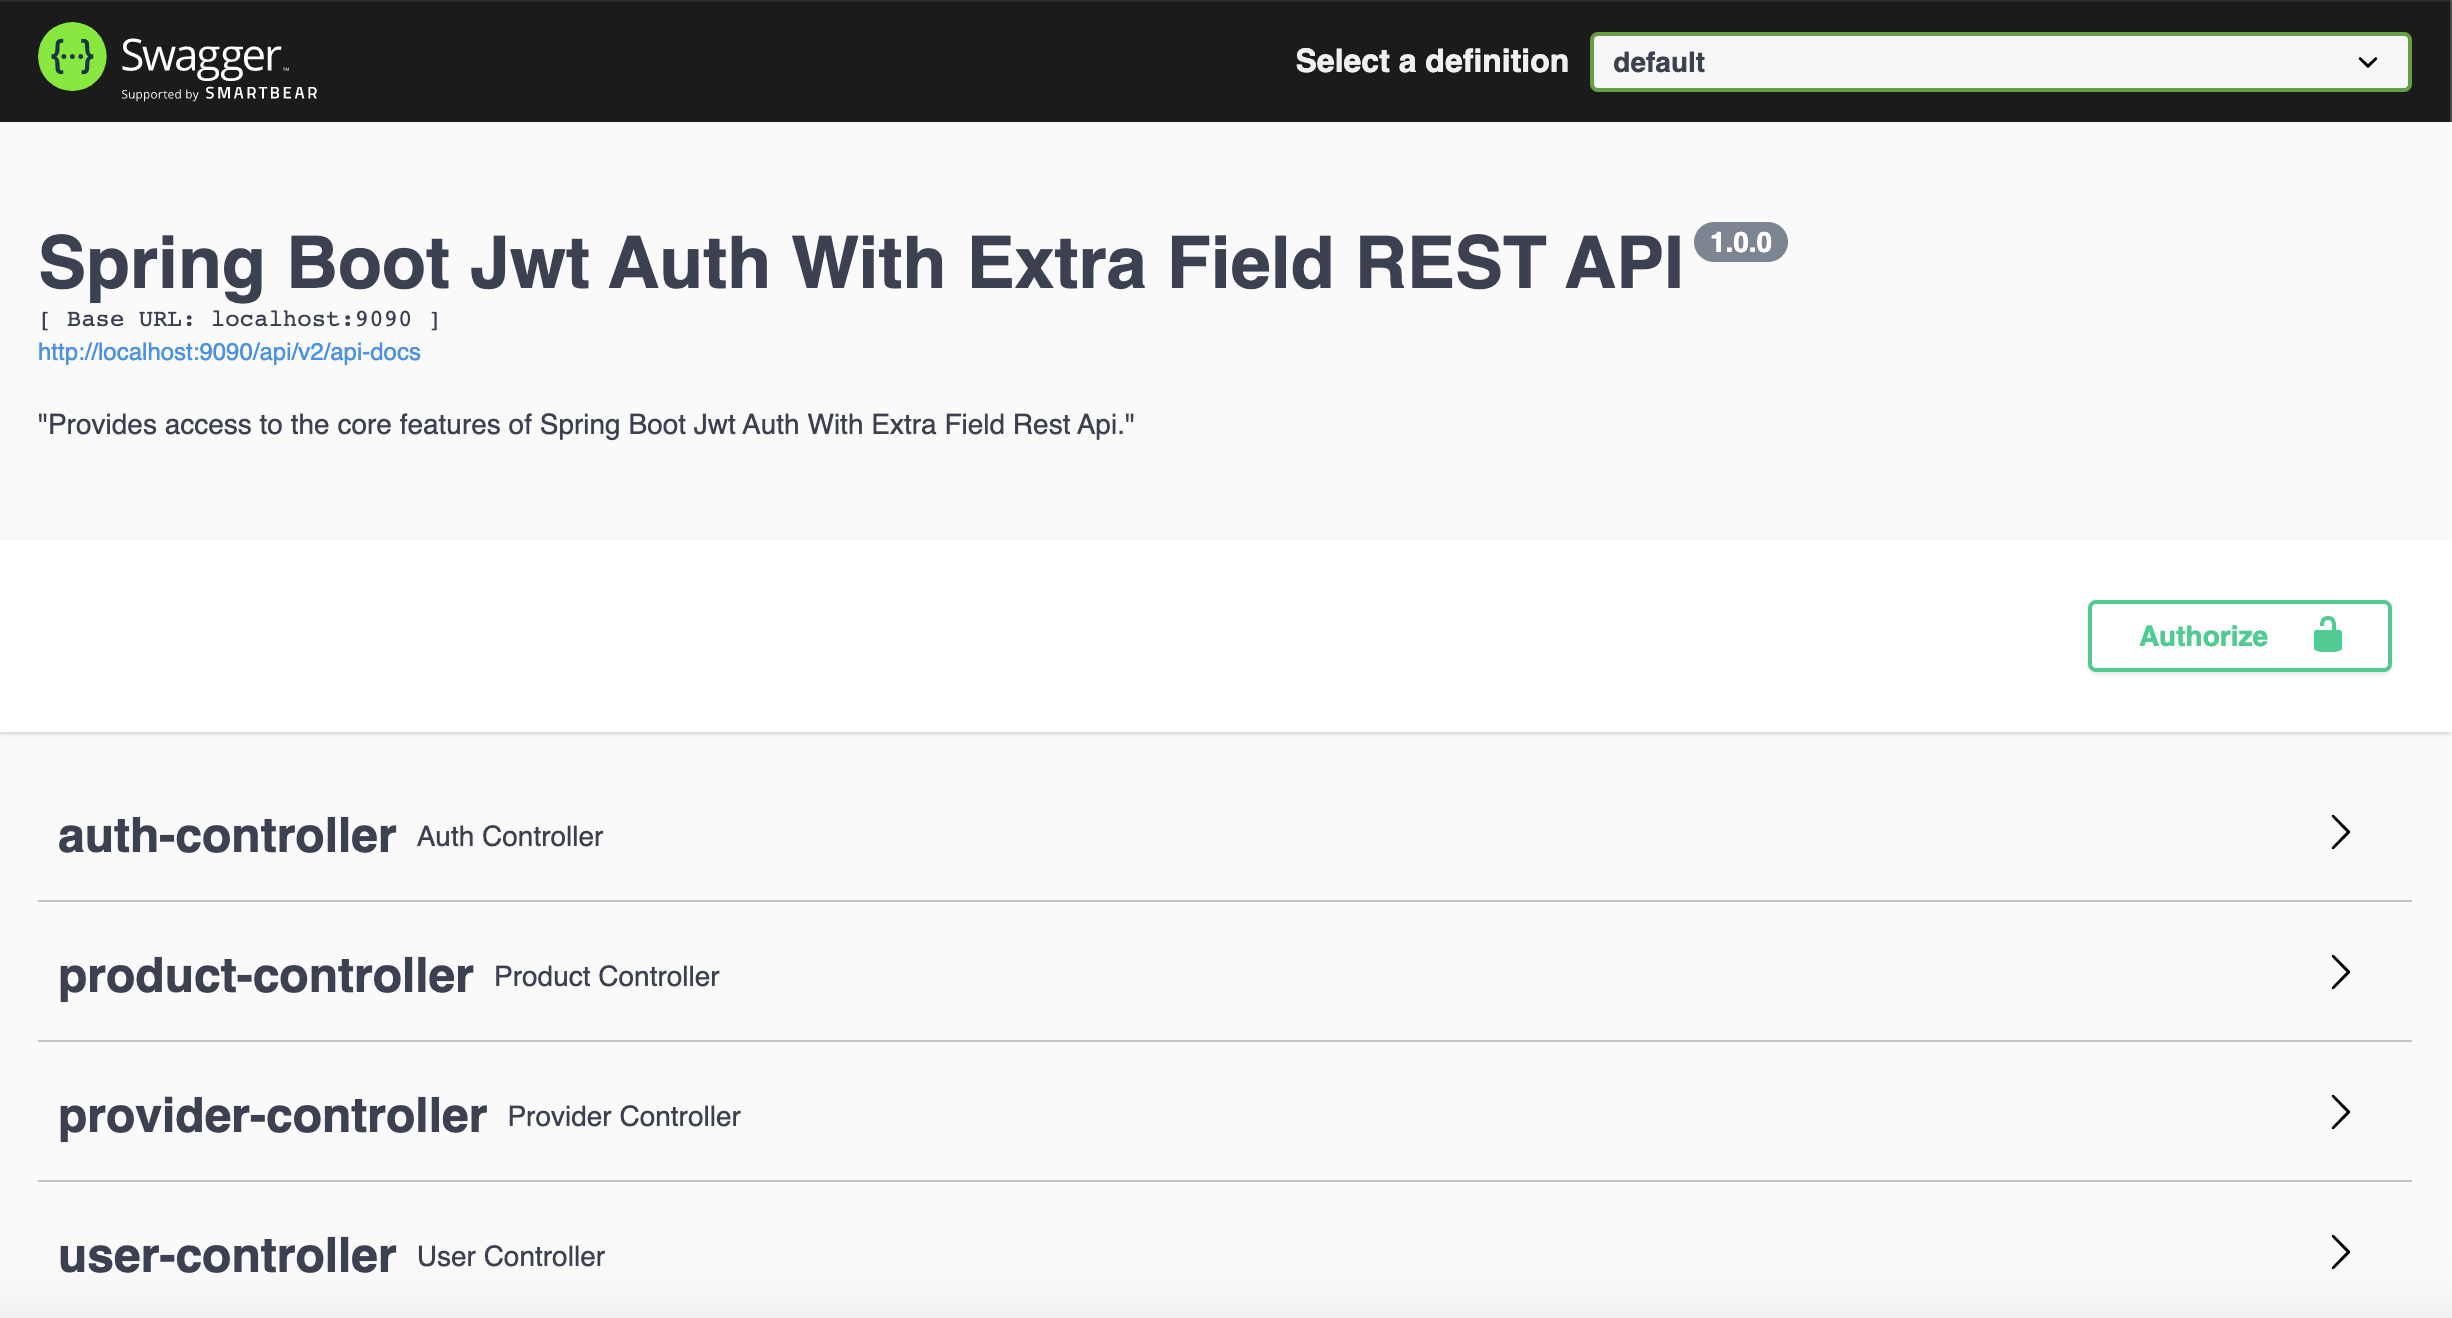 Swagger™
Supported by SMARTBEAR
Select a definition
default
Spring Boot Jwt Auth With Extra Field REST API 1.0.0
[ Base URL: localhost:9090 ]
http://localhost:9090/api/v2/api-docs
"Provides access to the core features of Spring Boot Jwt Auth With Extra Field Rest Api."
Authorize
auth-controller Auth Controller
product-controller Product Controller
provider-controller Provider Controller
user-controller User Controller